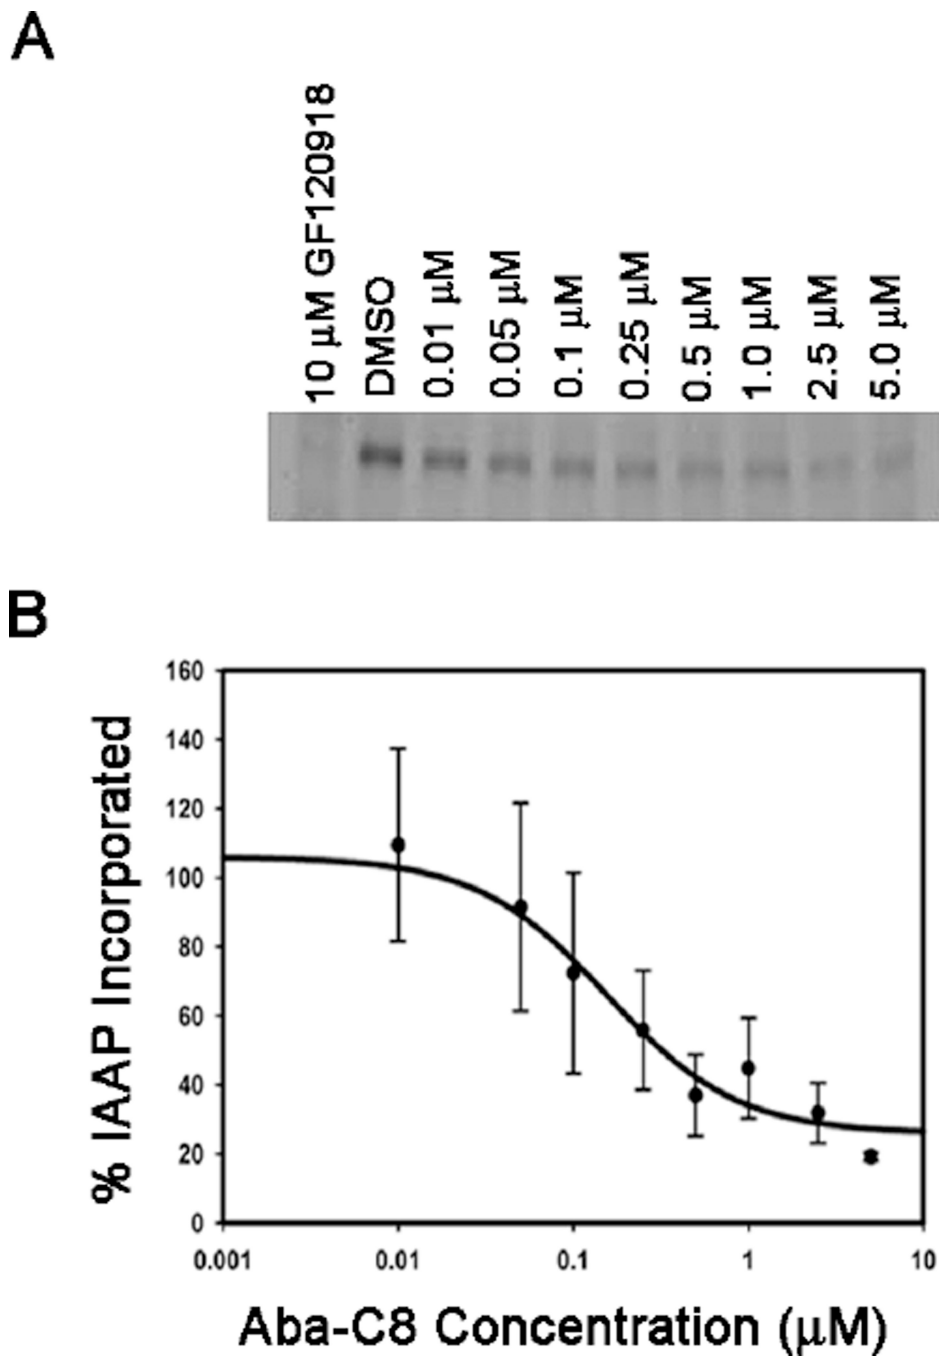 A
10 µM GF120918
DMSO
0.01 µM
0.05 µM
0.1 µM
0.25 µM
0.5 µM
1.0 µM
2.5 µM
5.0 µM
B
% IAAP Incorporated
160
140
120
100
80
60
40
20
0
0.001
0.01
0.1
1
10
Aba-C8 Concentration (µM)